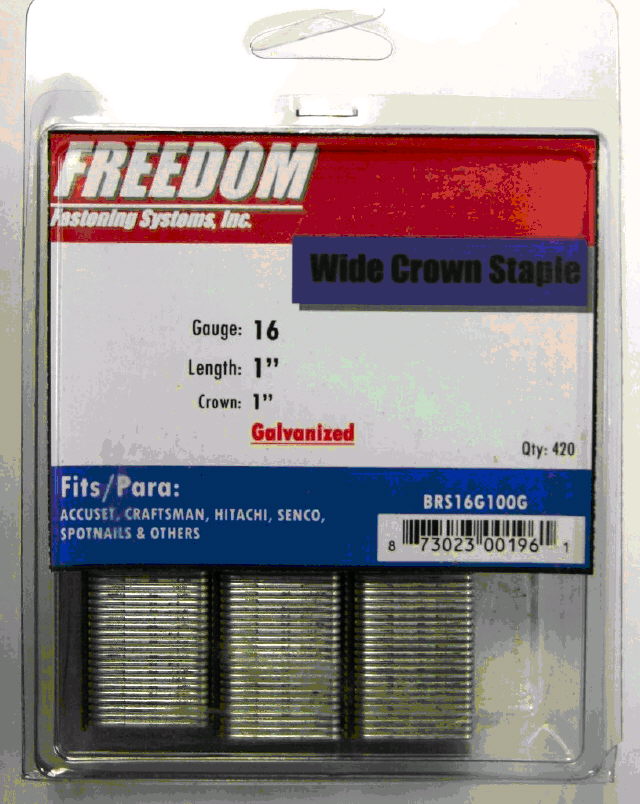 FREEDOM
Fastening Systems, Inc.
Wide Crown Staple
Gauge: 16
Length: 1"
Crown: 1"
Galvanized
Qty: 420
Fits/Para:
ACCUSET, CRAFTSMAN, HITACHI, SENCO,
SPOTNAILS & OTHERS
BRS16G100G
8 73023 00196 1